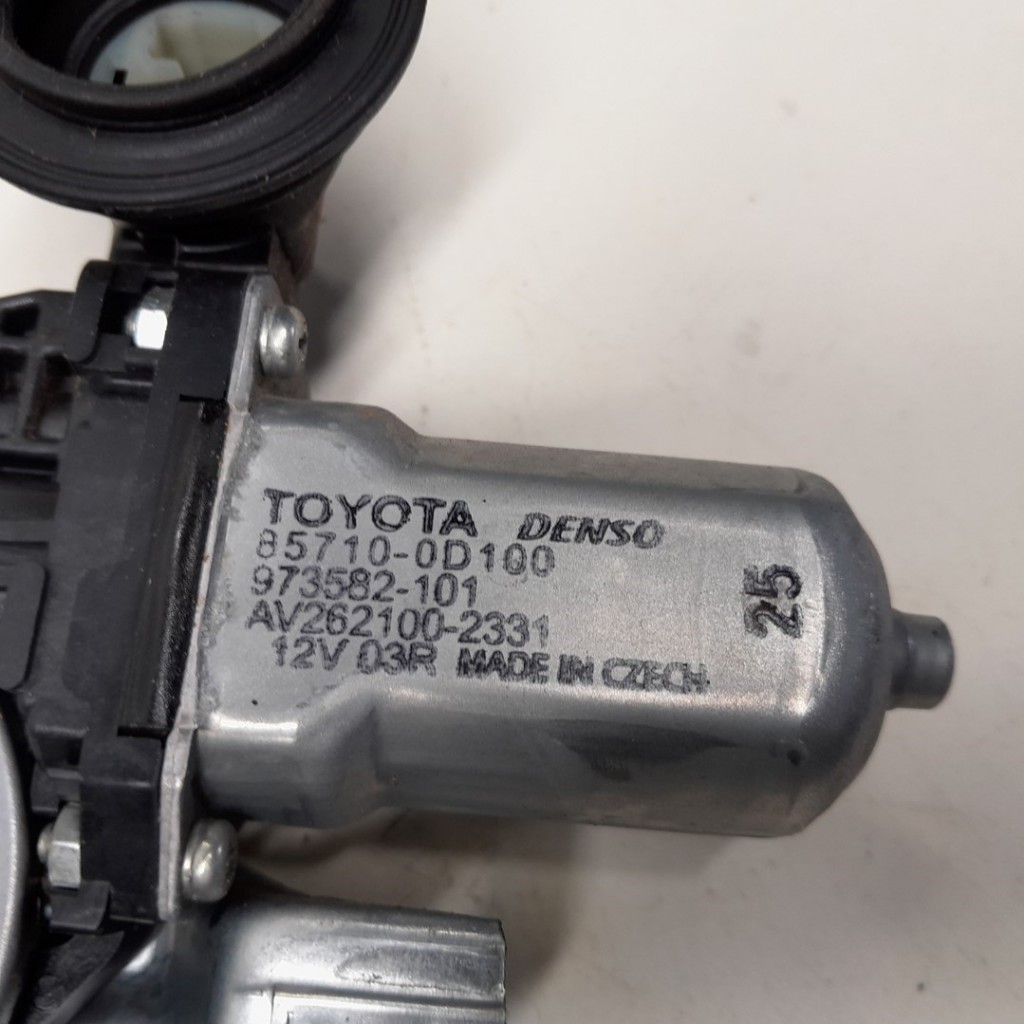 TOYOTA DENSO
85710-0D100
973582-101
AV262100-2331
12V 03R MADE IN CZECH
25